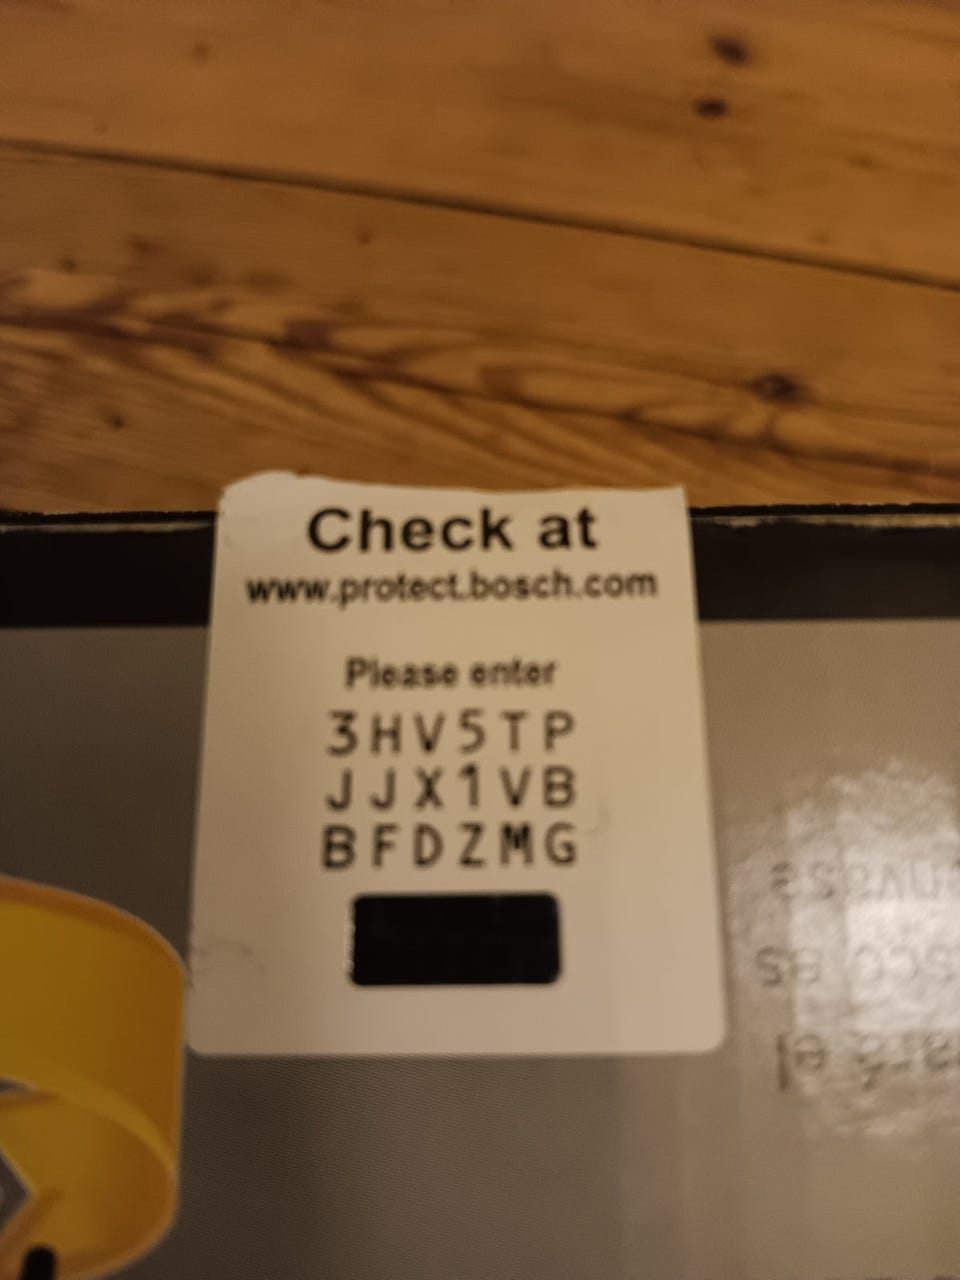 Check at
www.protect.bosch.com
Please enter
3HV5TP
JJX1VB
BFDZMG